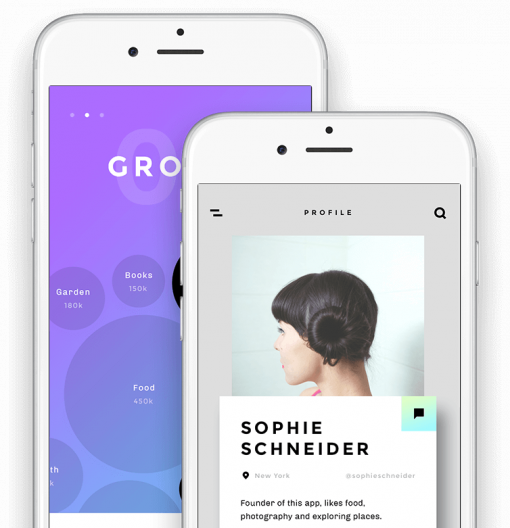 GRO
Books
150k
Garden
180k
Food
450k
th
k
PROFILE
SOPHIE
SCHNEIDER
New York
@sophieschneider
Founder of this app, likes food,
photography and exploring places.